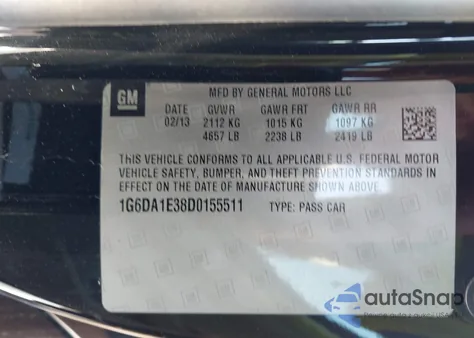 GM
MFD BY GENERAL MOTORS LLC
DATE GVWR GAWR FRT GAWR RR
02/13 2112 KG 1015 KG 1097 KG
4657 LB 2238 LB 2419 LB
THIS VEHICLE CONFORMS TO ALL APPLICABLE U.S. FEDERAL MOTOR
VEHICLE SAFETY, BUMPER, AND THEFT PREVENTION STANDARDS IN
EFFECT ON THE DATE OF MANUFACTURE SHOWN ABOVE.
1G6DA1E38D0155511 TYPE: PASS CAR
autoSnap